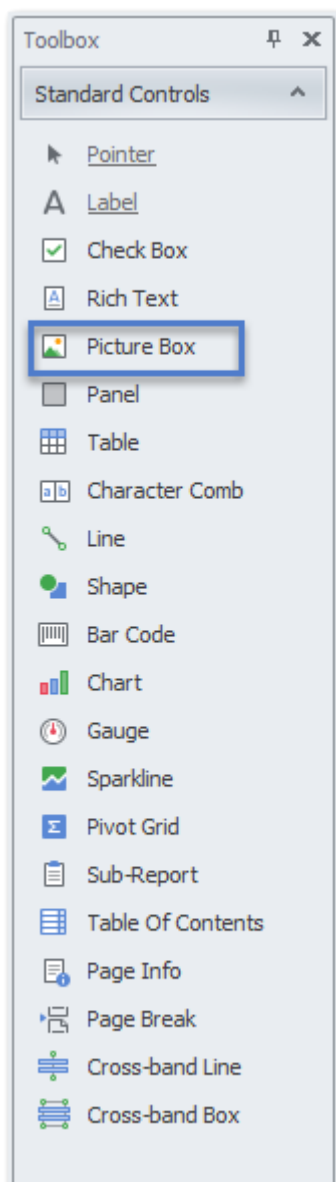 Toolbox
Standard Controls
Pointer
Label
Check Box
Rich Text
Picture Box
Panel
Table
Character Comb
Line
Shape
Bar Code
Chart
Gauge
Sparkline
Pivot Grid
Sub-Report
Table Of Contents
Page Info
Page Break
Cross-band Line
Cross-band Box